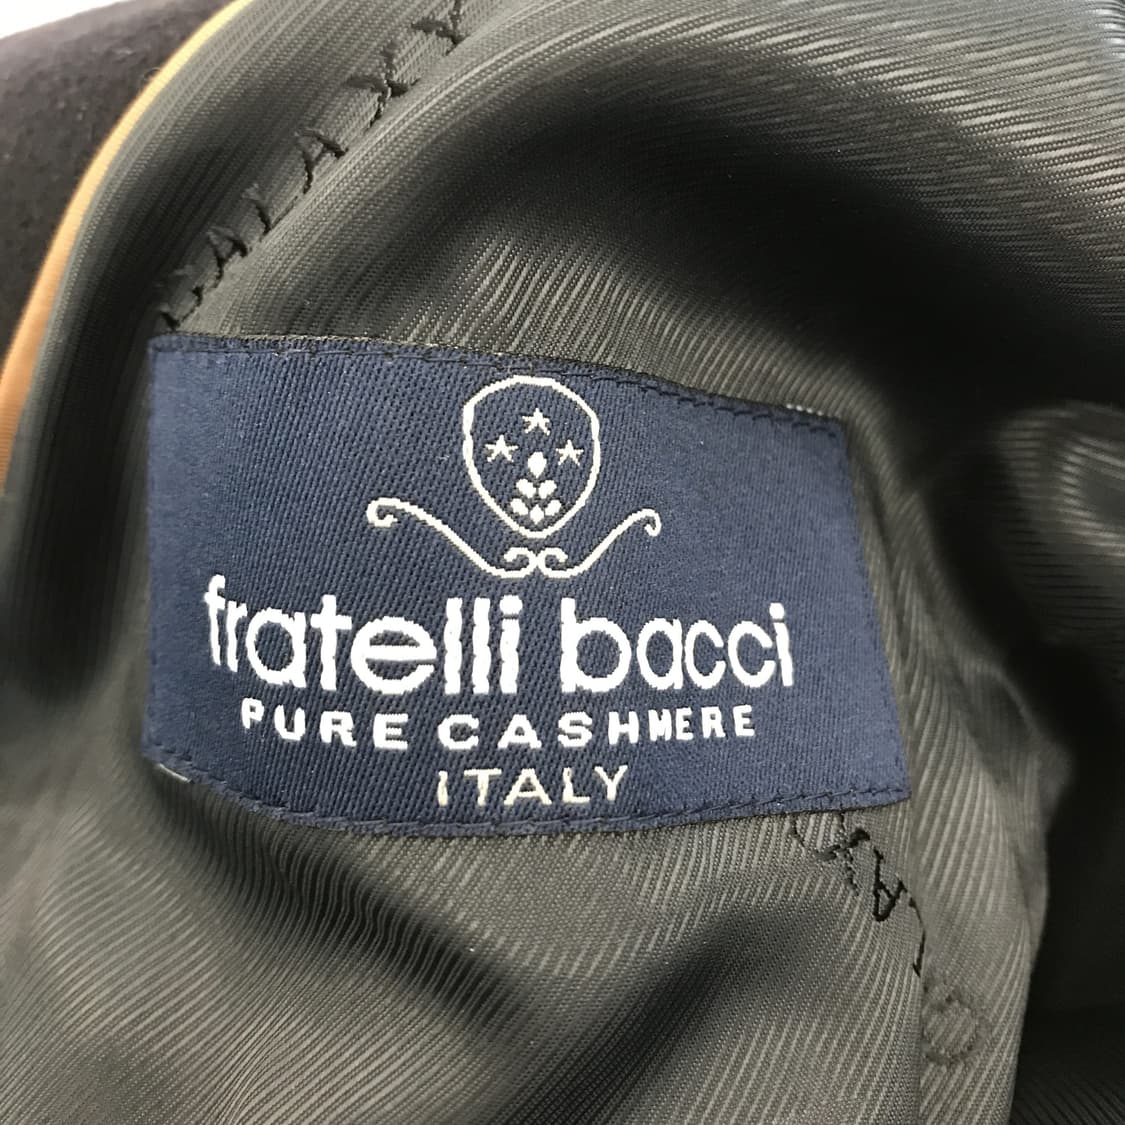 fratelli bacci
PURE CASHMERE
ITALY